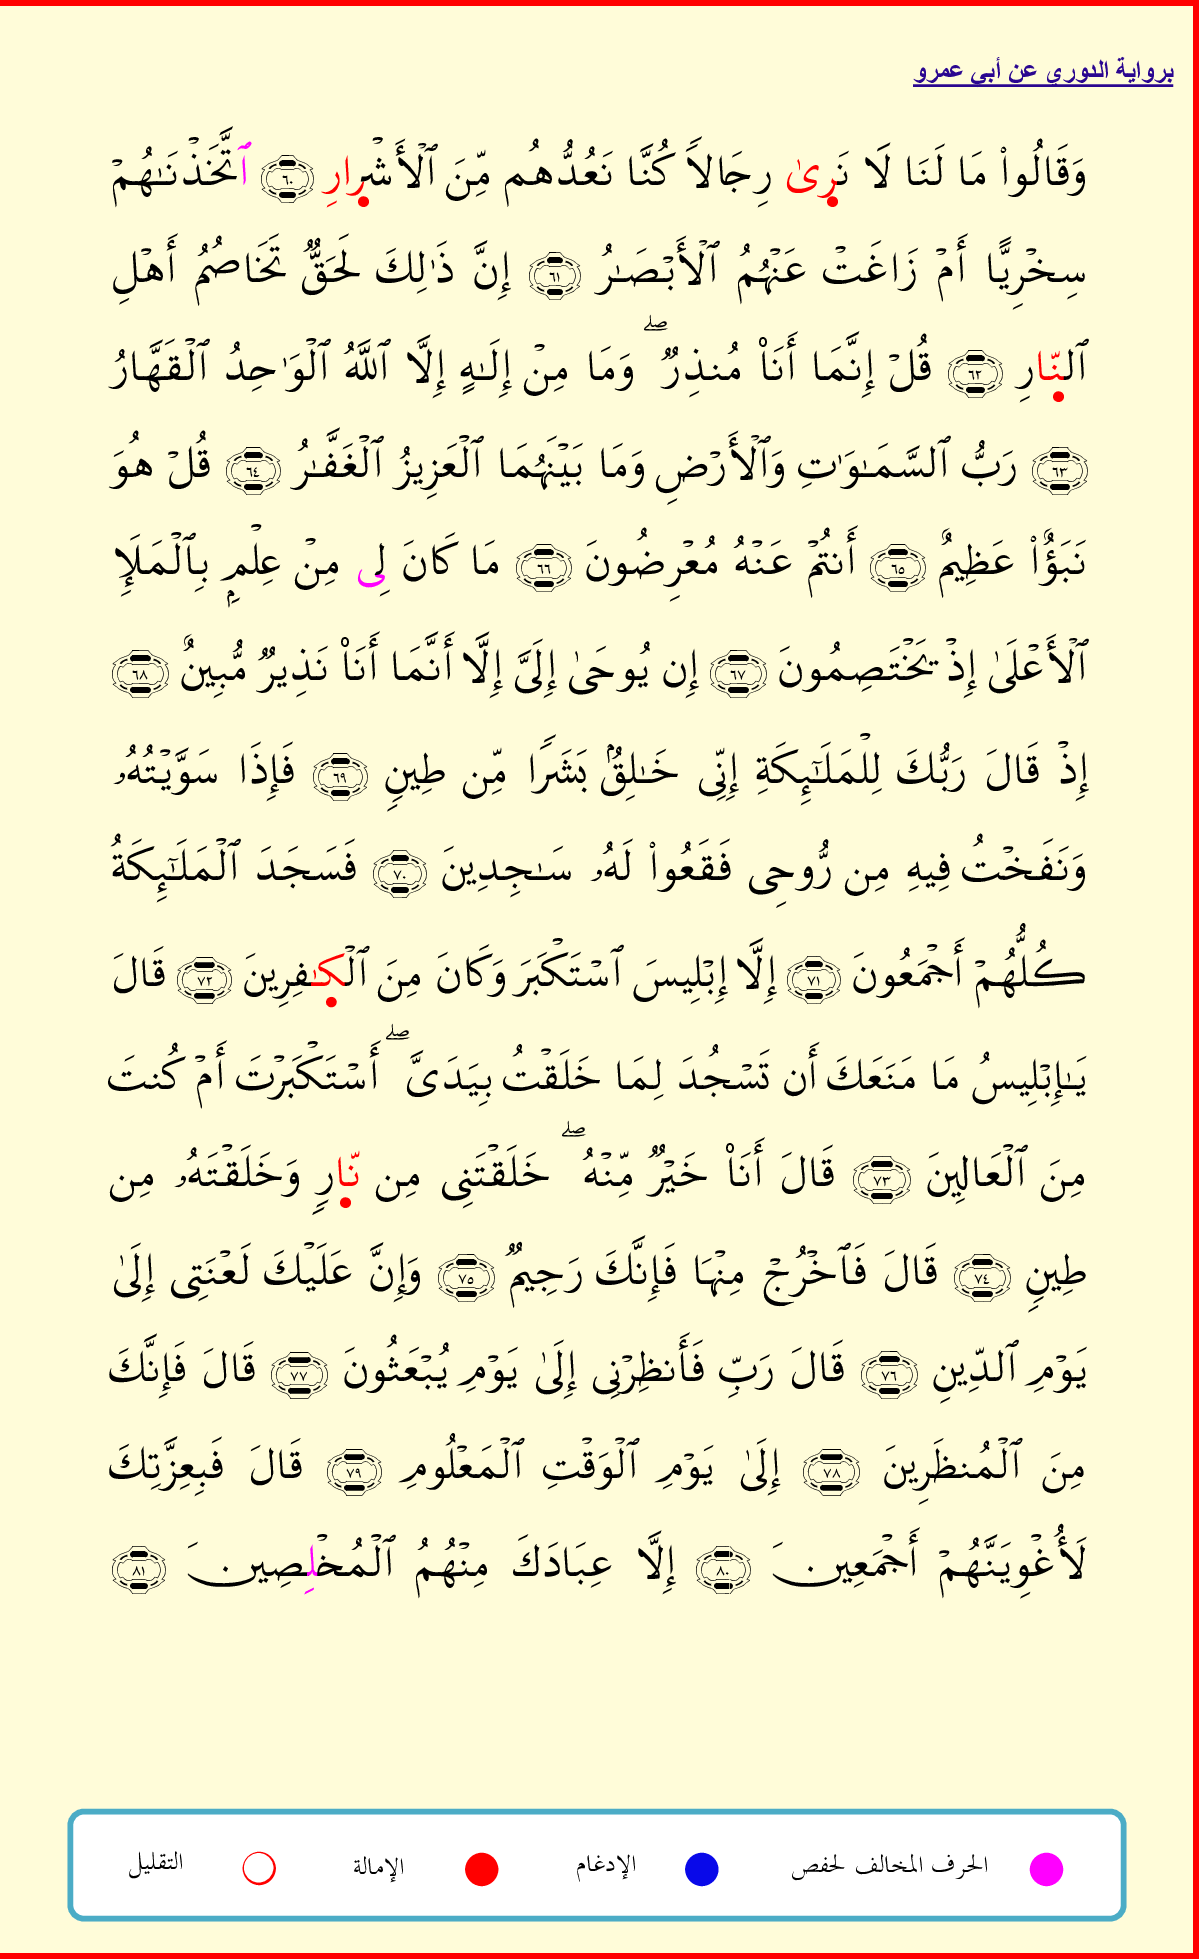 برواية الدوري عن أبي عمرو
وَقَالُواْ مَا لَنَا لَا نَرِىٰ رِجَالاً كُنَّا نَعُدُّهُم مِّنَ ٱلْأَشْرِارِ ٦٠ ٱتَّخَذْنَٰهُمْ
سِخْرِيًّا أَمْ زَاغَتْ عَنْهُمُ ٱلْأَبْصَٰرُ ٦١ إِنَّ ذَٰلِكَ لَحَقٌّ تَخَاصُمُ أَهْلِ
ٱلنّارِ ٦٢ قُلْ إِنَّمَا أَنَا۠ مُنذِرٌ ۖ وَمَا مِنْ إِلَٰهٍ إِلَّا ٱللَّهُ ٱلْوَٰحِدُ ٱلْقَهَّارُ
٦٣ رَبُّ ٱلسَّمَٰوَٰتِ وَٱلْأَرْضِ وَمَا بَيْنَهُمَا ٱلْعَزِيزُ ٱلْغَفَّٰرُ ٦٤ قُلْ هُوَ
نَبَؤٌاْ عَظِيمٌ ٦٥ أَنتُمْ عَنْهُ مُعْرِضُونَ ٦٦ مَا كَانَ لِى مِنْ عِلْمٍۭ بِٱلْمَلَإِ
ٱلْأَعْلَىٰ إِذْ يَخْتَصِمُونَ ٦٧ إِن يُوحَىٰ إِلَىَّ إِلَّا أَنَّمَا أَنَا۠ نَذِيرٌ مُّبِينٌ ٦٨
إِذْ قَالَ رَبُّكَ لِلْمَلَٰٓئِكَةِ إِنِّى خَٰلِقٌۢ بَشَرًا مِّن طِينٍ ٦٩ فَإِذَا سَوَّيْتُهُۥ
وَنَفَخْتُ فِيهِ مِن رُّوحِى فَقَعُواْ لَهُۥ سَٰجِدِينَ ٧٠ فَسَجَدَ ٱلْمَلَٰٓئِكَةُ
كُلُّهُمْ أَجْمَعُونَ ٧١ إِلَّا إِبْلِيسَ ٱسْتَكْبَرَ وَكَانَ مِنَ ٱلْكَٰفِرِينَ ٧٢ قَالَ
يَٰإِبْلِيسُ مَا مَنَعَكَ أَن تَسْجُدَ لِمَا خَلَقْتُ بِيَدَىَّ ۖ أَسْتَكْبَرْتَ أَمْ كُنتَ
مِنَ ٱلْعَالِينَ ٧٣ قَالَ أَنَا۠ خَيْرٌ مِّنْهُ ۖ خَلَقْتَنِى مِن نّارٍ وَخَلَقْتَهُۥ مِن
طِينٍ ٧٤ قَالَ فَٱخْرُجْ مِنْهَا فَإِنَّكَ رَجِيمٌ ٧٥ وَإِنَّ عَلَيْكَ لَعْنَتِى إِلَىٰ
يَوْمِ ٱلدِّينِ ٧٦ قَالَ رَبِّ فَأَنظِرْنِى إِلَىٰ يَوْمِ يُبْعَثُونَ ٧٧ قَالَ فَإِنَّكَ
مِنَ ٱلْمُنظَرِينَ ٧٨ إِلَىٰ يَوْمِ ٱلْوَقْتِ ٱلْمَعْلُومِ ٧٩ قَالَ فَبِعِزَّتِكَ
لَأُغْوِيَنَّهُمْ أَجْمَعِينَ ٨٠ إِلَّا عِبَادَكَ مِنْهُمُ ٱلْمُخْلِصِينَ ٨١
الحرف المخالف لحفص الإدغام الإمالة التقليل